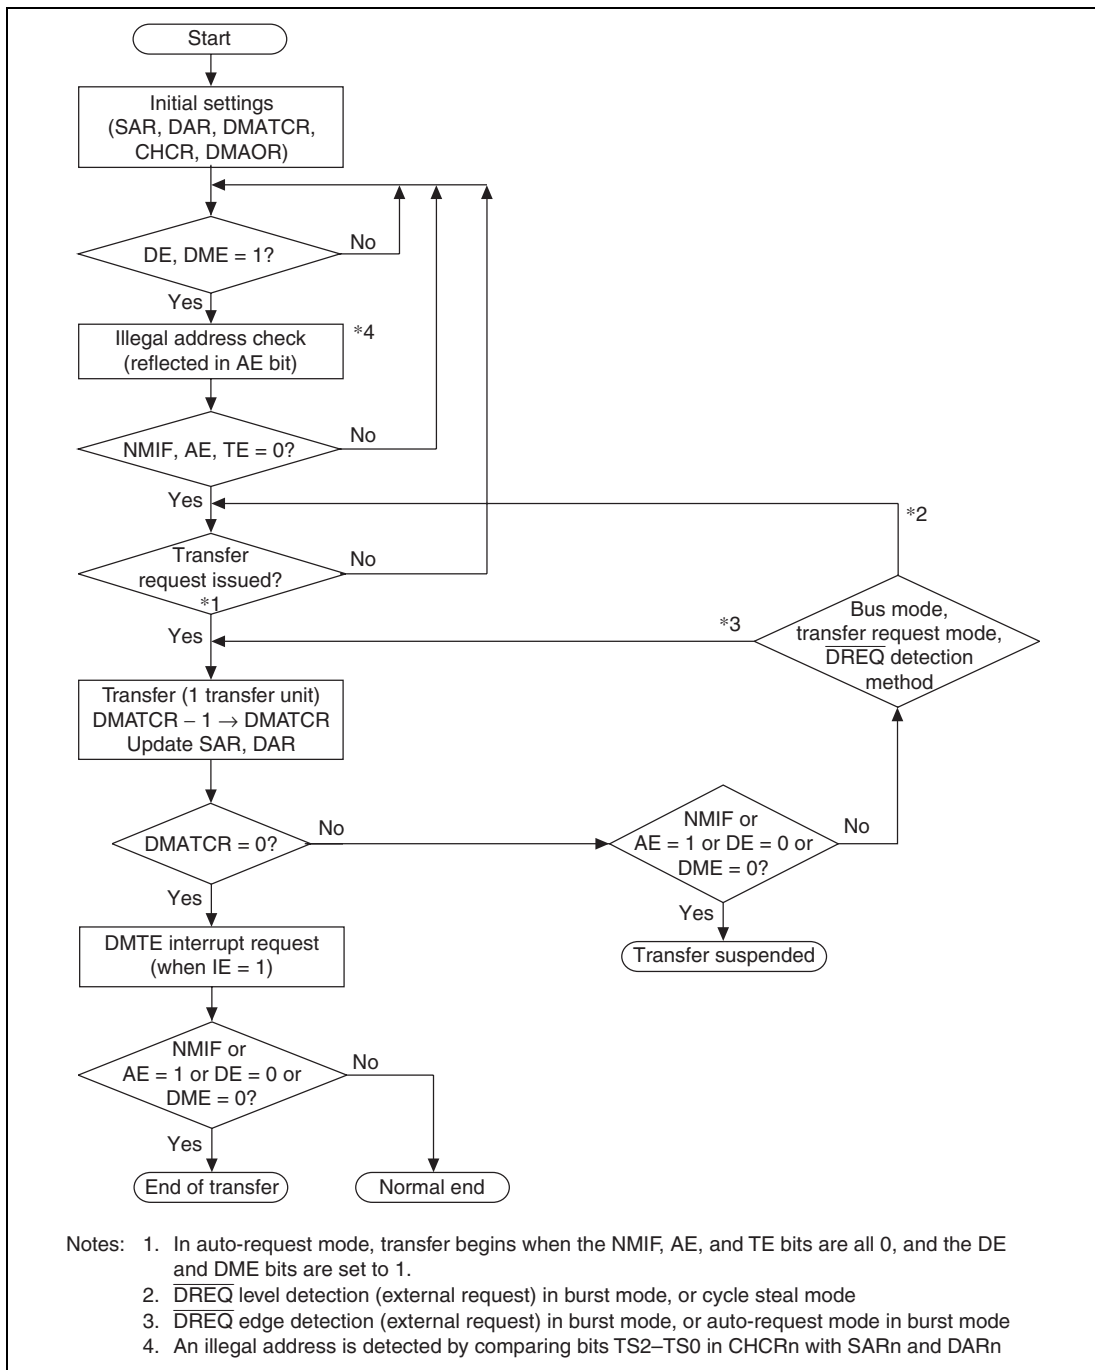 Start
Initial settings
(SAR, DAR, DMATCR,
CHCR, DMAOR)
DE, DME = 1?
No
Yes
Illegal address check
(reflected in AE bit)
*4
NMIF, AE, TE = 0?
No
Yes
*2
Transfer
request issued?
*1
No
Yes
*3
Bus mode,
transfer request mode,
DREQ detection
method
Transfer (1 transfer unit)
DMATCR – 1 → DMATCR
Update SAR, DAR
DMATCR = 0?
No
NMIF or
AE = 1 or DE = 0 or
DME = 0?
No
Yes
Yes
Transfer suspended
DMTE interrupt request
(when IE = 1)
NMIF or
AE = 1 or DE = 0 or
DME = 0?
No
Yes
End of transfer
Normal end
Notes: 1. In auto-request mode, transfer begins when the NMIF, AE, and TE bits are all 0, and the DE
and DME bits are set to 1.
2. DREQ level detection (external request) in burst mode, or cycle steal mode
3. DREQ edge detection (external request) in burst mode, or auto-request mode in burst mode
4. An illegal address is detected by comparing bits TS2–TS0 in CHCRn with SARn and DARn